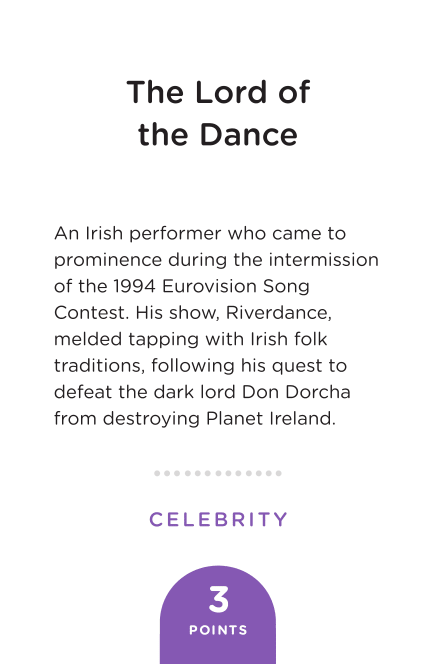 The Lord of
the Dance
An Irish performer who came to
prominence during the intermission
of the 1994 Eurovision Song
Contest. His show, Riverdance,
melded tapping with Irish folk
traditions, following his quest to
defeat the dark lord Don Dorcha
from destroying Planet Ireland.
CELEBRITY
3
POINTS